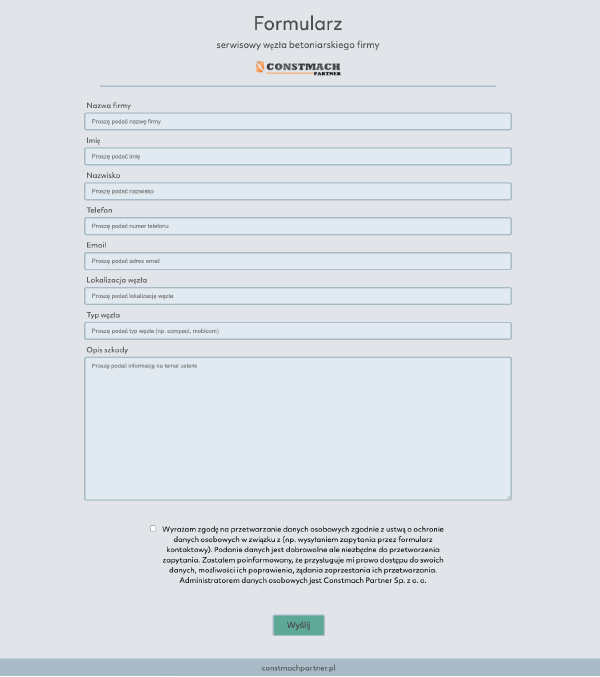 Formularz
serwisowy węzła betoniarskiego firmy
CONSTMACH
PARTNER
Nazwa firmy
Proszę podać nazwę firmy
Imię
Proszę podać imię
Nazwisko
Proszę podać nazwisko
Telefon
Proszę podać numer telefonu
Email
Proszę podać adres email
Lokalizacja węzła
Proszę podać lokalizację węzła
Typ węzła
Proszę podać typ węzła (np. compact, mobicom)
Opis szkody
Proszę podać informację na temat usterki
Wyrażam zgodę na przetwarzanie danych osobowych zgodnie z ustwą o ochronie
danych osobowych w związku z (np. wysyłaniem zapytania przez formularz
kontaktowy). Podanie danych jest dobrowolne ale niezbędne do przetworzenia
zapytania. Zastałem poinformowany, że przysługuje mi prawo dostępu do swoich
danych, możliwości ich poprawienia, żądania zaprzestania ich przetwarzania.
Administratorem danych osobowych jest Constmach Partner Sp. z o. o.
Wyślij
constmachpartner.pl